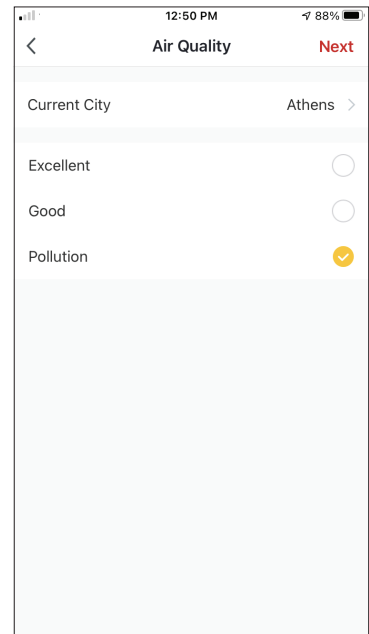 12:50 PM 88%
Air Quality Next
Current City Athens
Excellent
Good
Pollution